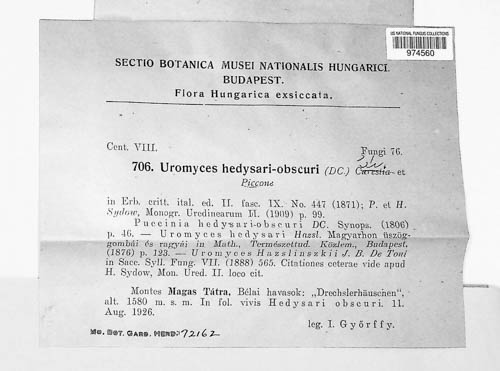 US NATIONAL FUNGUS COLLECTIONS
974560
SECTIO BOTANICA MUSEI NATIONALIS HUNGARICI.
BUDAPEST.
Flora Hungarica exsiccata.
Cent. VIII.
Fungi 76.
706. Uromyces hedysari-obscuri (DC.) Carestia et
Piccone
in Erb. critt. ital. ed. II. fasc. IX. No. 447 (1871); P. et H.
Sydow, Monogr. Uredinearum II. (1909) p. 99.
Puccinia hedysari-obscuri DC. Synops. (1806)
p. 46. — Uromyces hedysari Hazsl. Magyarhon üszög-
gombái és ragyái in Math., Természettud. Közlem., Budapest.
(1876) p. 123. — Uromyces Hazslinszkii J. B. De Toni
in Sacc. Syll. Fung. VII. (1888) 565. Citationes ceterae vide apud
H. Sydow, Mon. Ured. II. loco cit.
Montes Magas Tátra, Bélai havasok: „Drechslerhäuschen",
alt. 1580 m. s. m. In fol. vivis Hedysari obscuri. 11.
Aug. 1926.
leg. I. Győrffy.
MO. BOT. GARD. HERB. 72162